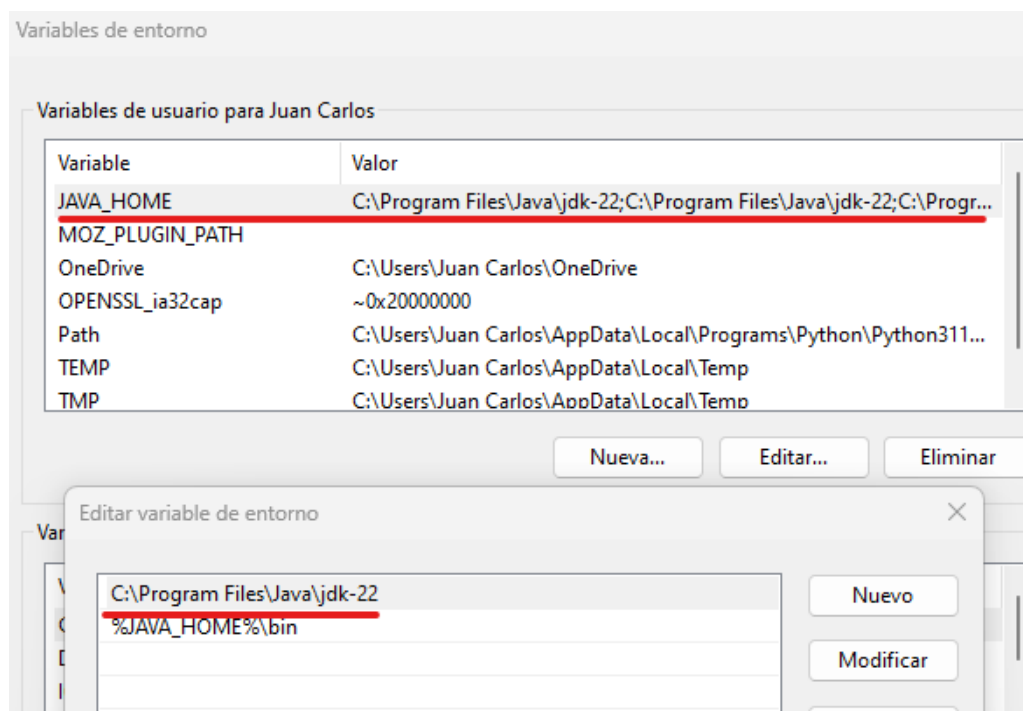 Variables de entorno
Variables de usuario para Juan Carlos
Variable Valor
JAVA_HOME C:\Program Files\Java\jdk-22;C:\Program Files\Java\jdk-22;C:\Progr...
MOZ_PLUGIN_PATH
OneDrive C:\Users\Juan Carlos\OneDrive
OPENSSL_ia32cap ~0x20000000
Path C:\Users\Juan Carlos\AppData\Local\Programs\Python\Python311...
TEMP C:\Users\Juan Carlos\AppData\Local\Temp
TMP C:\Users\Juan Carlos\AppData\Local\Temp
Nueva... Editar... Eliminar
Var
Editar variable de entorno
C:\Program Files\Java\jdk-22
%JAVA_HOME%\bin
Nuevo
Modificar